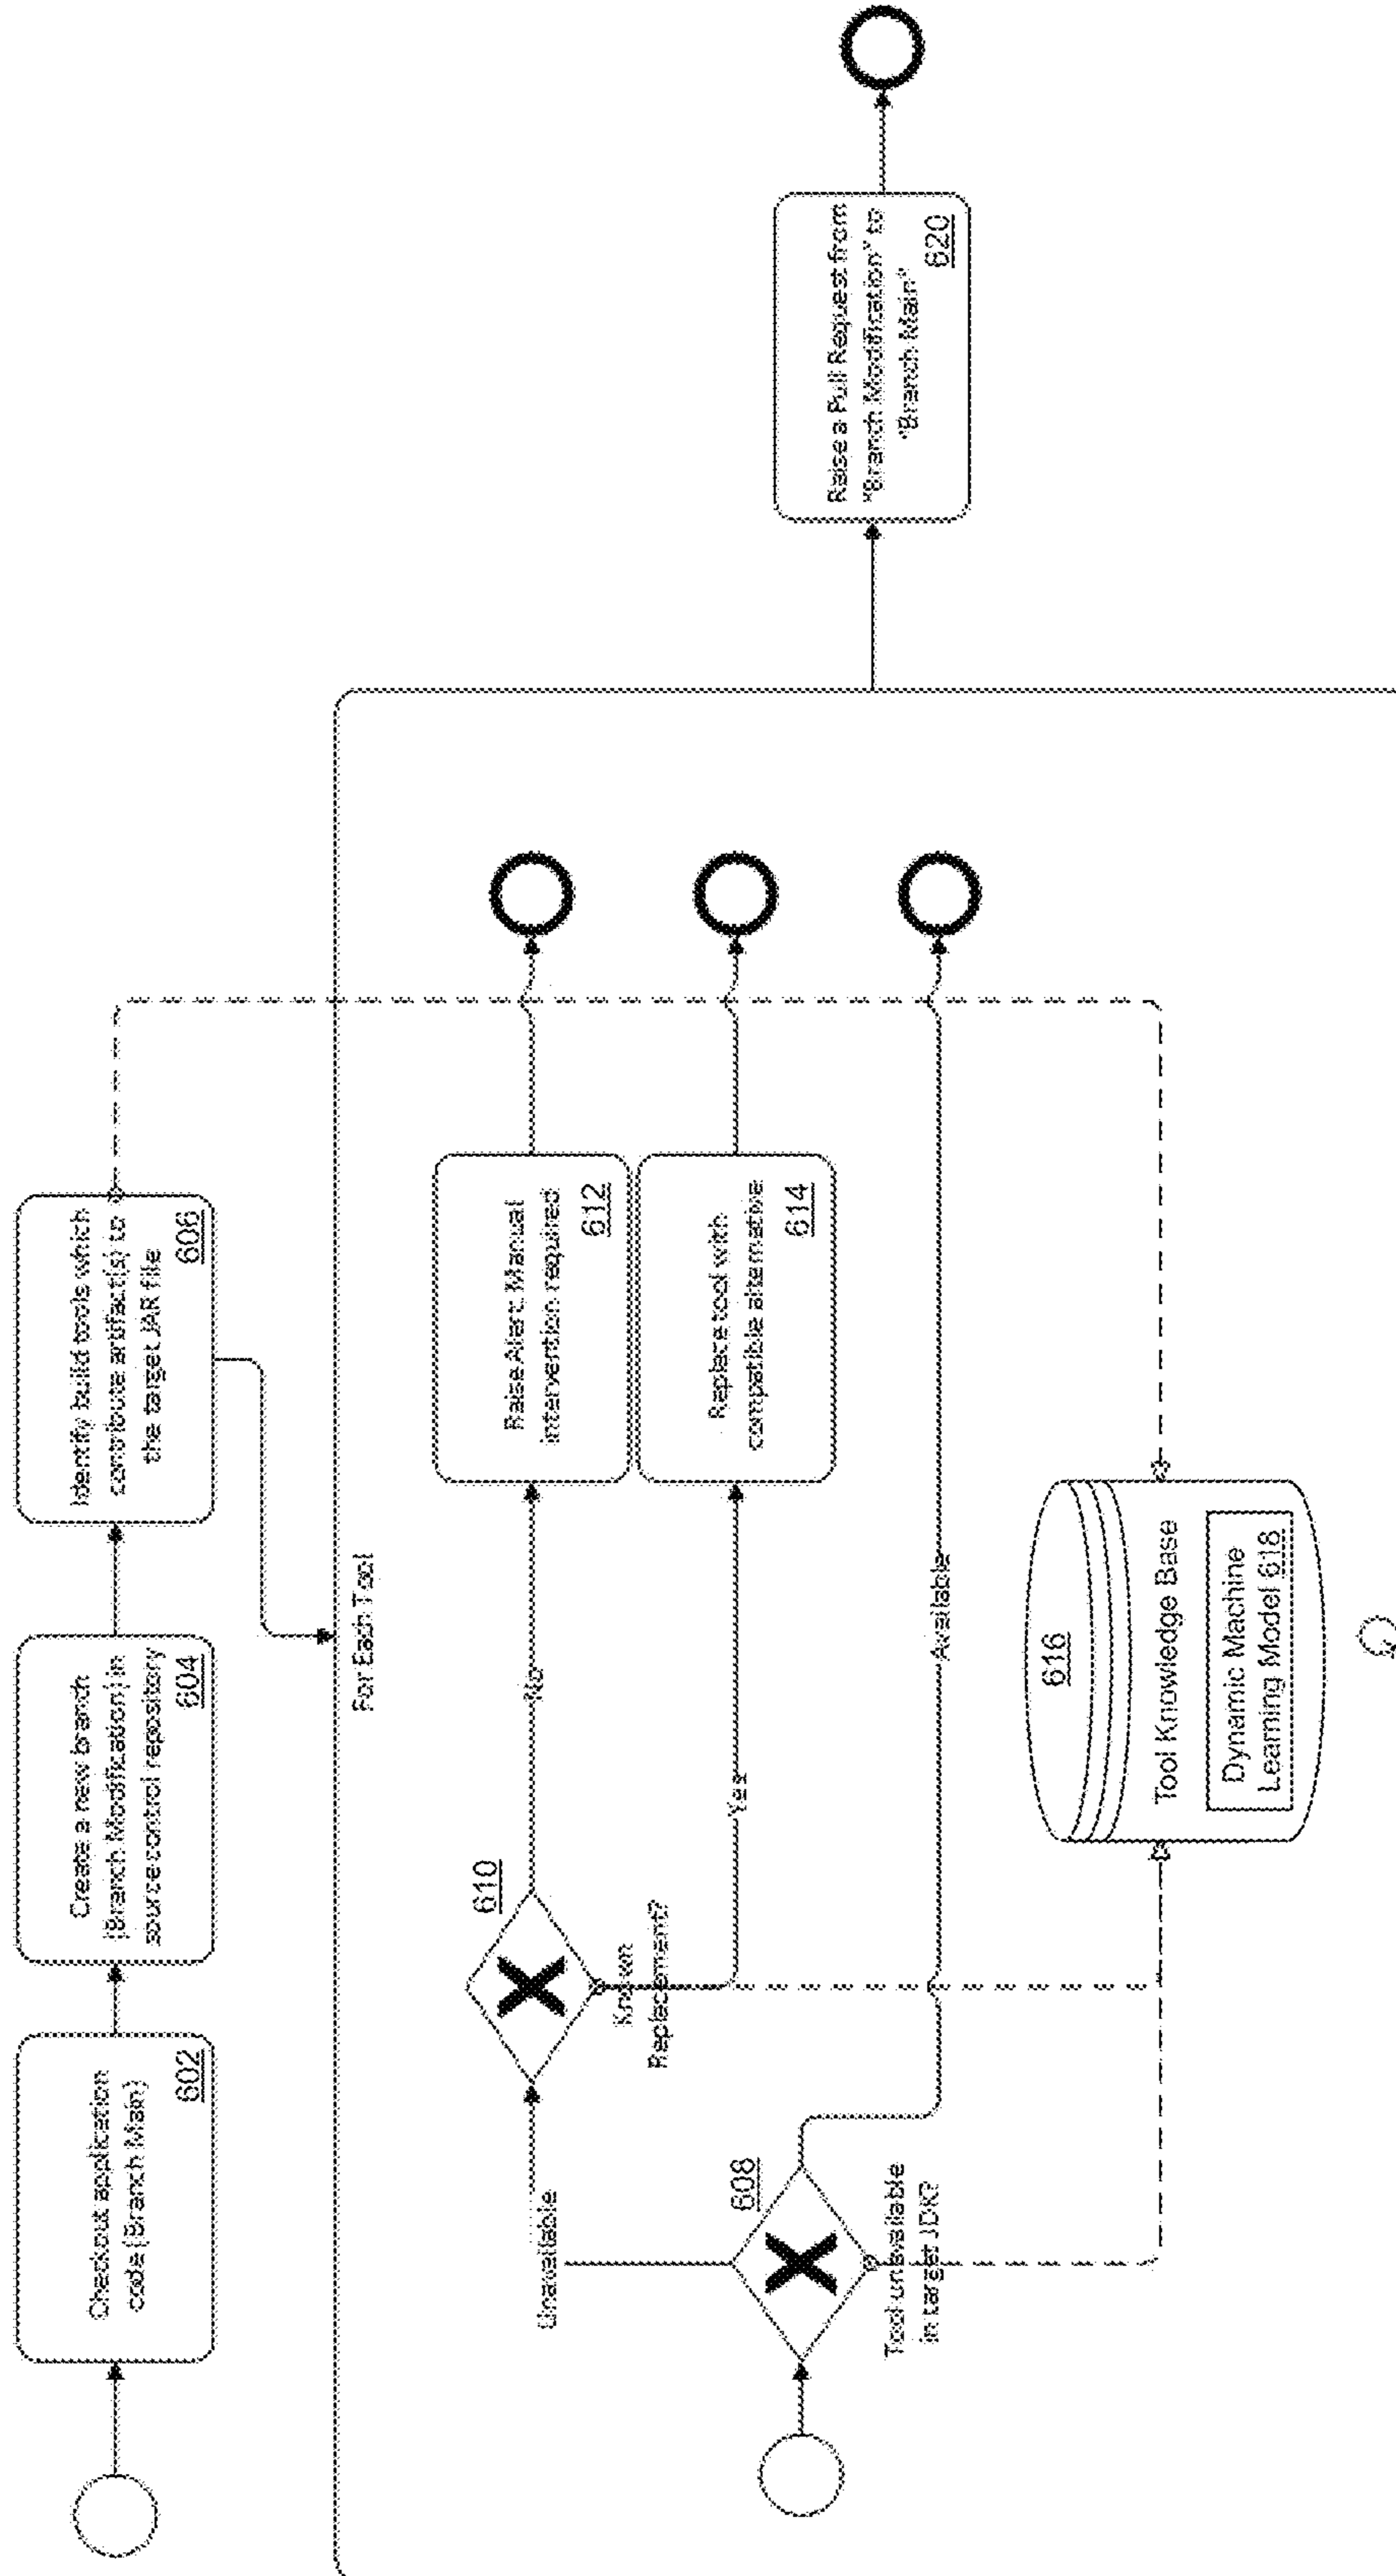 Checkout application
code [Branch Main]
602
Create a new branch
[Branch Modification] in
source control repository
604
Identify build tools which
contribute artifact(s) to
the target JAR file
606
For Each Tool
Tool unavailable
in target JDK?
608
Unavailable
Available
Known
Replacement?
610
No
Yes
Raise Alert: Manual
intervention required
612
Replace tool with
compatible alternative
614
616
Tool Knowledge Base
Dynamic Machine
Learning Model 618
Raise a Pull Request from
"Branch Modification" to
"Branch Main"
620